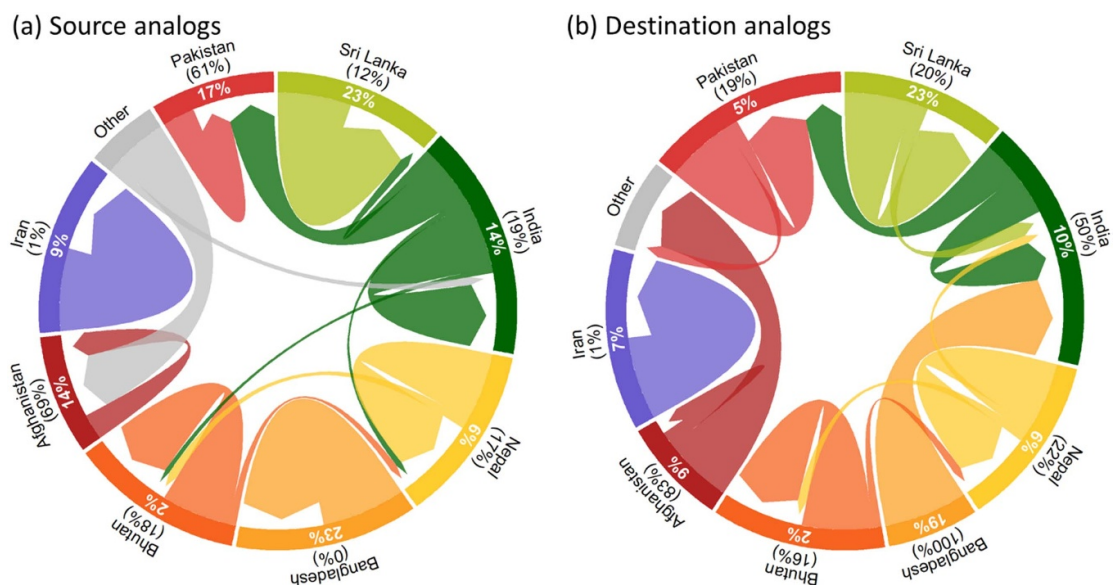 (a) Source analogs
(b) Destination analogs
Pakistan
(61%)
17%
Sri Lanka
(12%)
23%
India
(19%)
14%
Nepal
(17%)
6%
Bangladesh
(0%)
23%
Bhutan
(18%)
2%
Afghanistan
(69%)
14%
Iran
(1%)
9%
Other
Pakistan
(19%)
5%
Sri Lanka
(20%)
23%
India
(50%)
10%
Nepal
(22%)
6%
Bangladesh
(100%)
19%
Bhutan
(16%)
2%
Afghanistan
(83%)
9%
Iran
(1%)
7%
Other